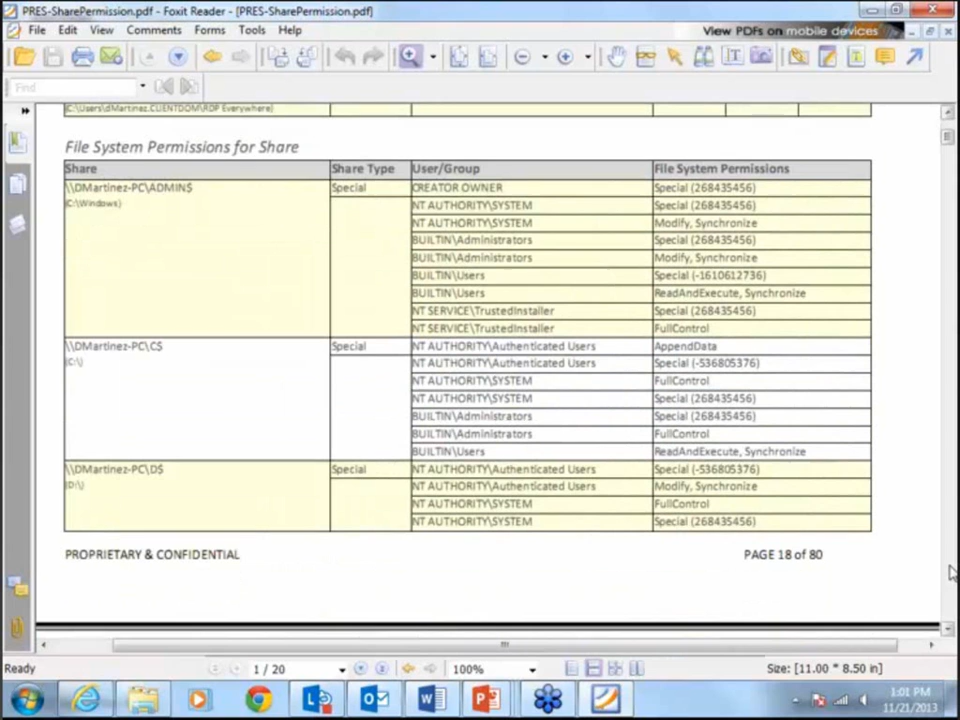 PRES-SharePermission.pdf - Foxit Reader - [PRES-SharePermission.pdf]
File Edit View Comments Forms Tools Help
View PDFs on mobile devices
Find
(C:\Users\dMartinez.CLIENTDOM\RDP Everywhere)
File System Permissions for Share
Share Share Type User/Group File System Permissions
\\DMartinez-PC\ADMIN$ Special CREATOR OWNER Special (268435456)
(C:\Windows) NT AUTHORITY\SYSTEM Special (268435456)
NT AUTHORITY\SYSTEM Modify, Synchronize
BUILTIN\Administrators Special (268435456)
BUILTIN\Administrators Modify, Synchronize
BUILTIN\Users Special (-1610612736)
BUILTIN\Users ReadAndExecute, Synchronize
NT SERVICE\TrustedInstaller Special (268435456)
NT SERVICE\TrustedInstaller FullControl
\\DMartinez-PC\C$ Special NT AUTHORITY\Authenticated Users AppendData
(C:\) NT AUTHORITY\Authenticated Users Special (-536805376)
NT AUTHORITY\SYSTEM FullControl
NT AUTHORITY\SYSTEM Special (268435456)
BUILTIN\Administrators Special (268435456)
BUILTIN\Administrators FullControl
BUILTIN\Users ReadAndExecute, Synchronize
\\DMartinez-PC\D$ Special NT AUTHORITY\Authenticated Users Special (-536805376)
(D:\) NT AUTHORITY\Authenticated Users Modify, Synchronize
NT AUTHORITY\SYSTEM FullControl
NT AUTHORITY\SYSTEM Special (268435456)
PROPRIETARY & CONFIDENTIAL PAGE 18 of 80
Ready 1 / 20 100% Size: [11.00 * 8.50 in]
1:01 PM
11/21/2013